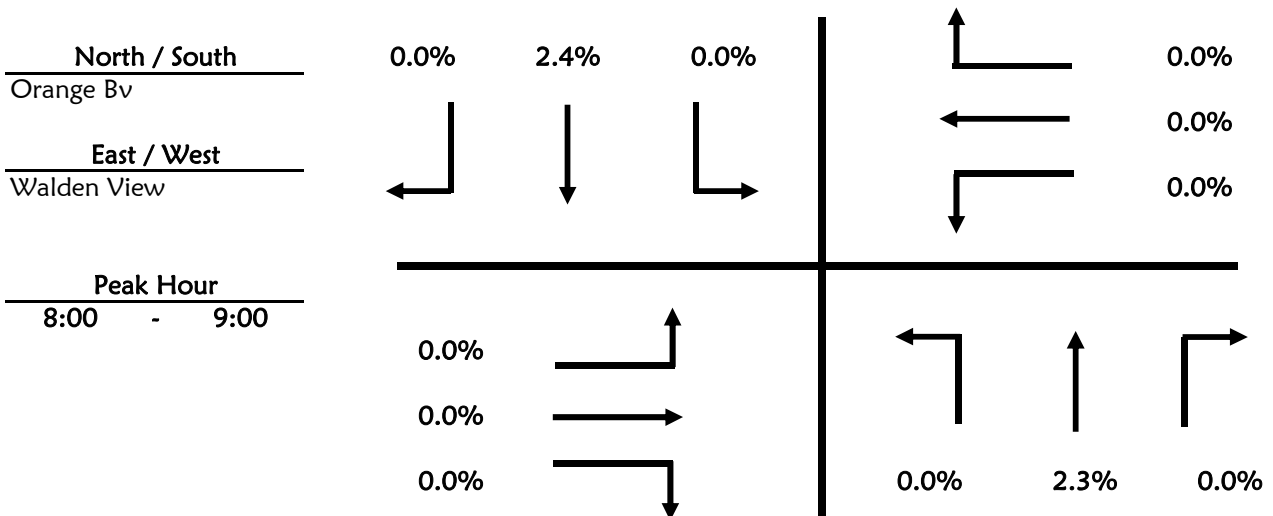 North / South
Orange Bv
East / West
Walden View
Peak Hour
8:00 - 9:00
0.0% 2.4% 0.0%
0.0%
0.0%
0.0%
0.0%
0.0%
0.0%
0.0% 2.3% 0.0%